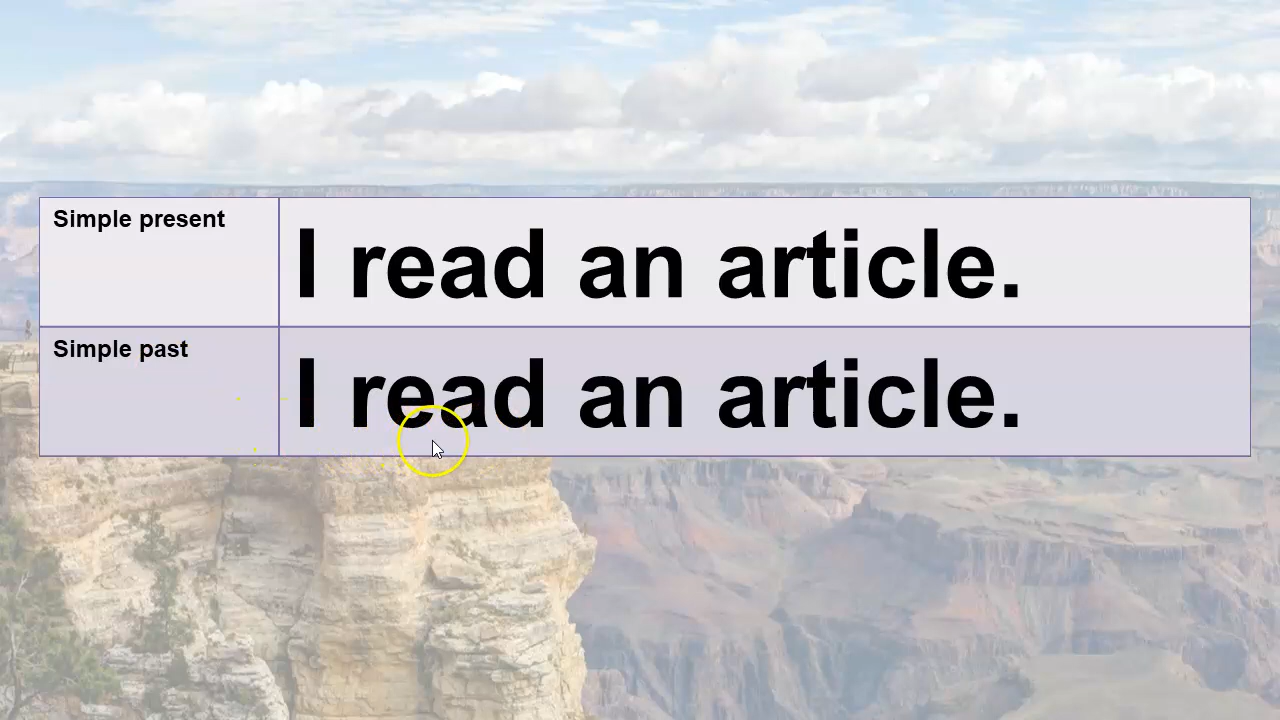 Simple present
I read an article.
Simple past
I read an article.